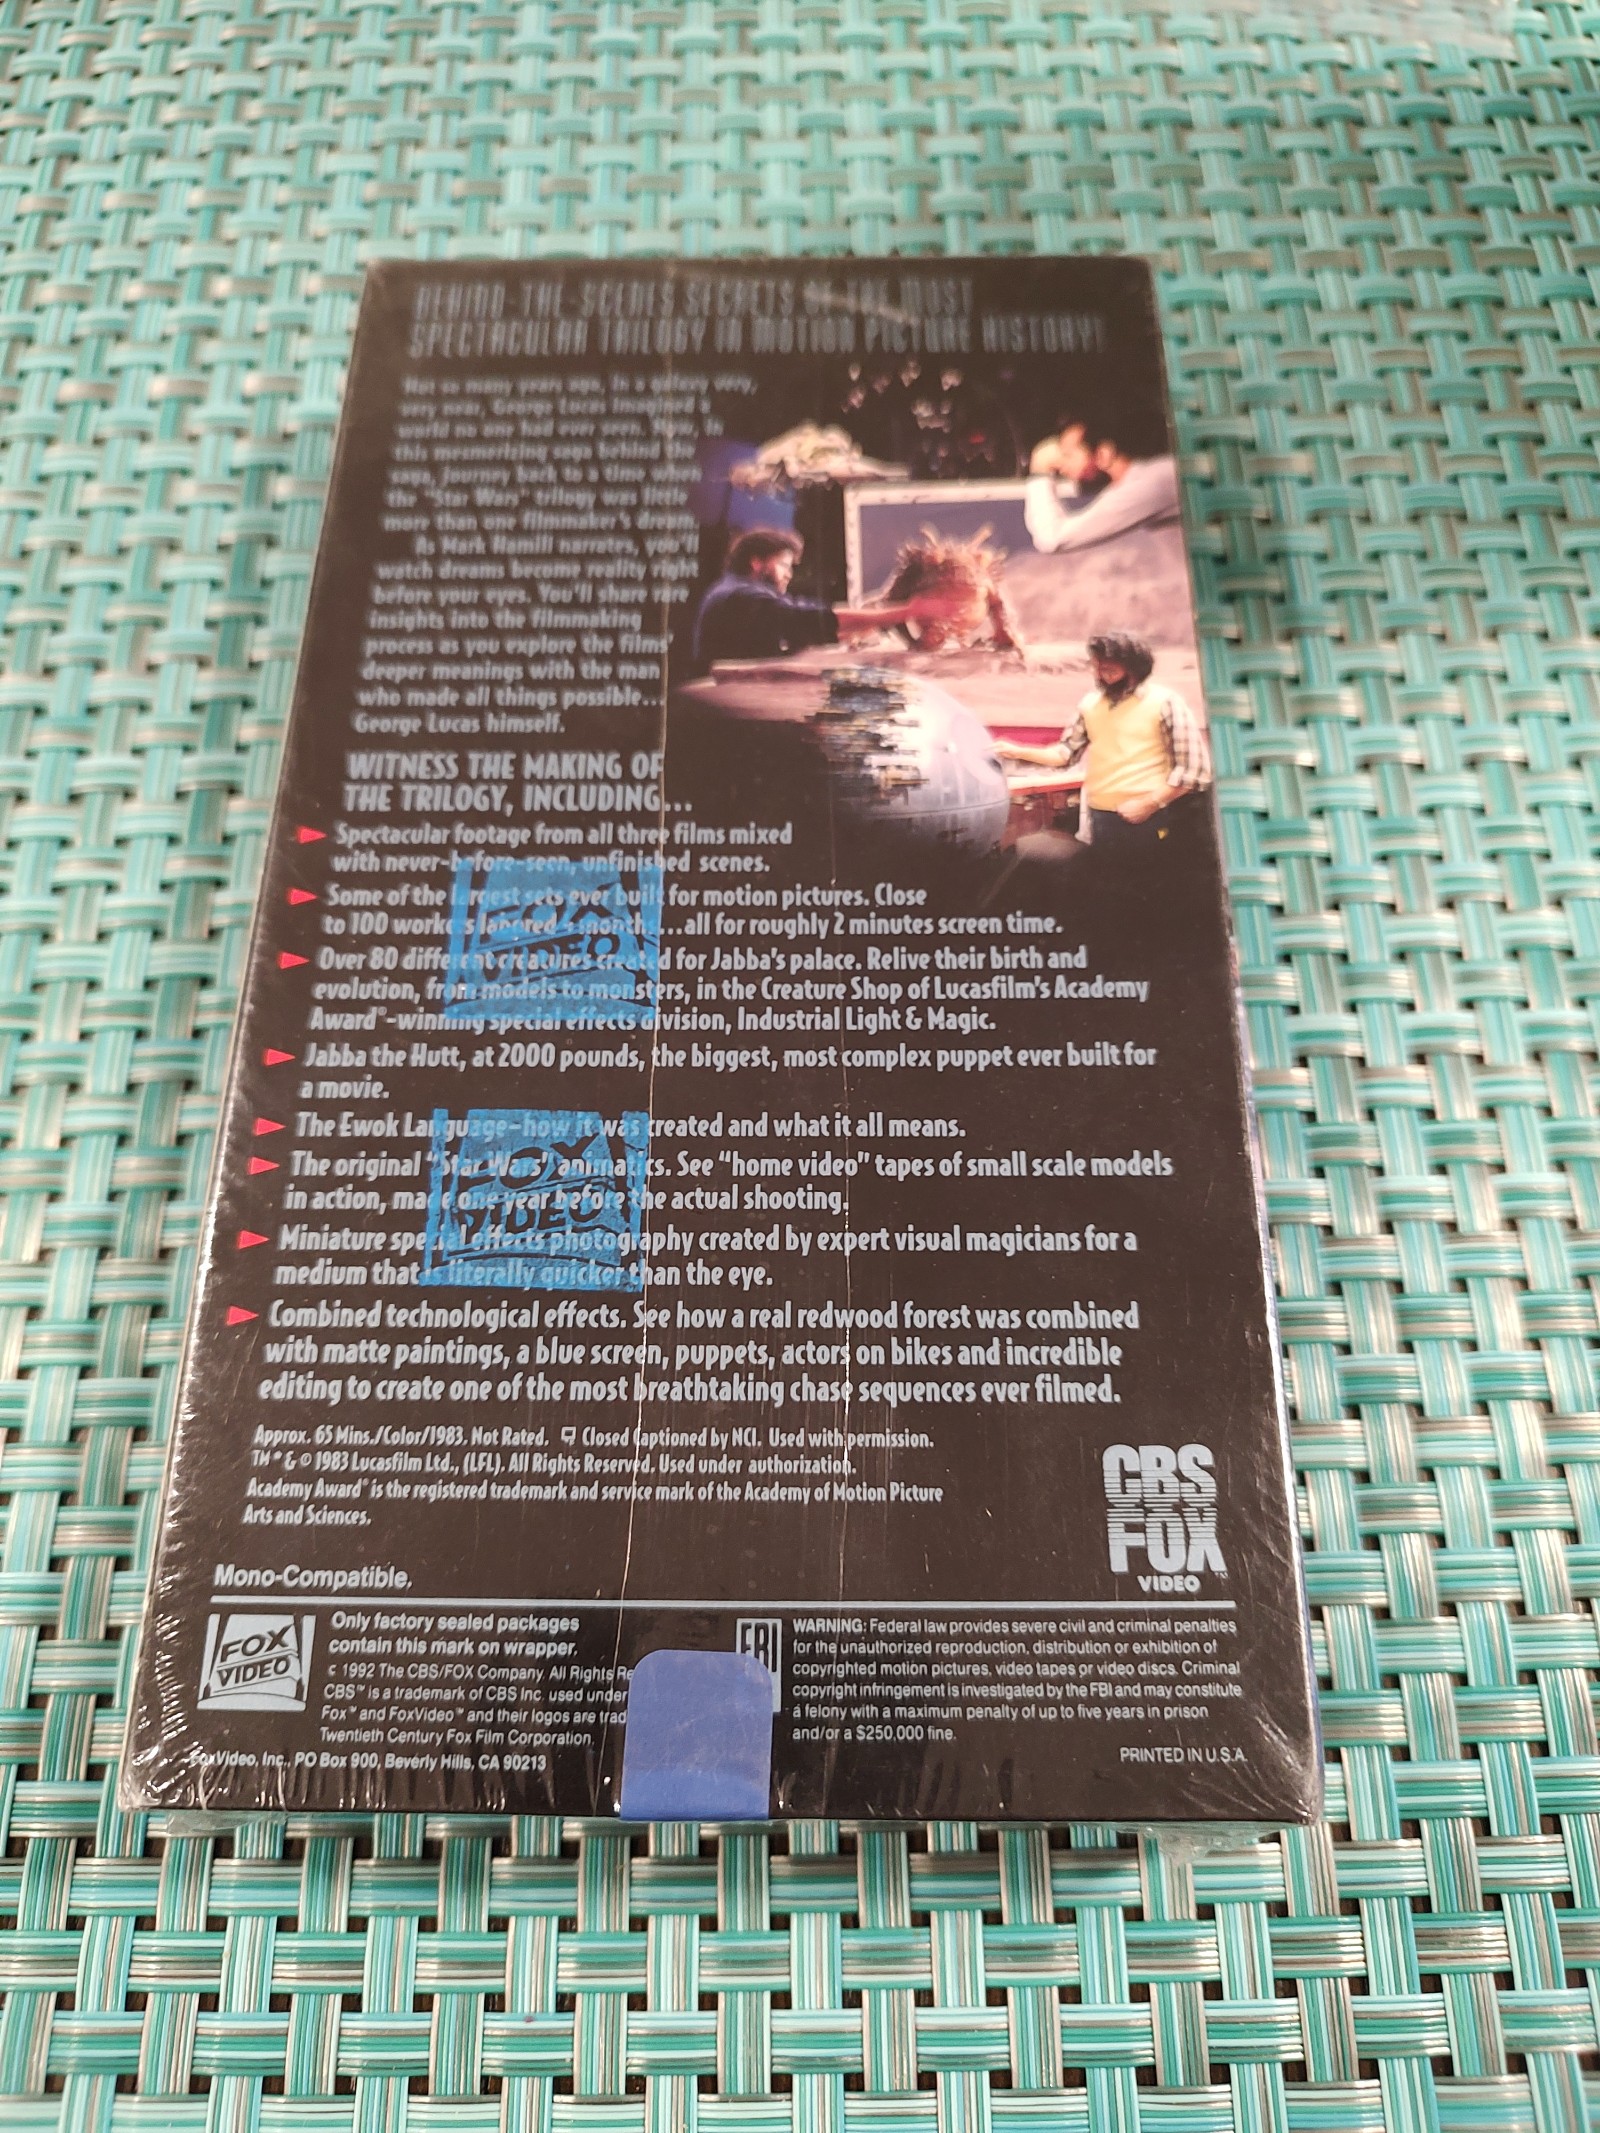 BEHIND-THE-SCENES SECRETS OF THE MOST
SPECTACULAR TRILOGY IN MOTION PICTURE HISTORY!
Not so many years ago, in a galaxy very,
very near, George Lucas imagined a
world no one had ever seen. Now, in
this mesmerizing saga behind the
saga, journey back to a time when
the "Star Wars" trilogy was little
more than one filmmaker's dream.
As Mark Hamill narrates, you'll
watch dreams become reality right
before your eyes. You'll share rare
insights into the filmmaking
process as you explore the films'
deeper meanings with the man
who made all things possible...
George Lucas himself.
WITNESS THE MAKING OF
THE TRILOGY, INCLUDING...
Spectacular footage from all three films mixed
with never-before-seen, unfinished scenes.
Some of the largest sets ever built for motion pictures. Close
to 100 workers labored 4 months...all for roughly 2 minutes screen time.
Over 80 different creatures created for Jabba's palace. Relive their birth and
evolution, from models to monsters, in the Creature Shop of Lucasfilm's Academy
Award®-winning special effects division, Industrial Light & Magic.
Jabba the Hutt, at 2000 pounds, the biggest, most complex puppet ever built for
a movie.
The Ewok Language–how it was created and what it all means.
The original "Star Wars" animatics. See "home video" tapes of small scale models
in action, made one year before the actual shooting.
Miniature special effects photography created by expert visual magicians for a
medium that is literally quicker than the eye.
Combined technological effects. See how a real redwood forest was combined
with matte paintings, a blue screen, puppets, actors on bikes and incredible
editing to create one of the most breathtaking chase sequences ever filmed.
FOX
VIDEO
FOX
VIDEO
Approx. 65 Mins./Color/1983. Not Rated. Closed Captioned by NCI. Used with permission.
TM ® & © 1983 Lucasfilm Ltd., (LFL). All Rights Reserved. Used under authorization.
Academy Award® is the registered trademark and service mark of the Academy of Motion Picture
Arts and Sciences.
CBS
FOX
VIDEO
Mono-Compatible.
FOX
VIDEO
Only factory sealed packages
contain this mark on wrapper.
© 1992 The CBS/FOX Company. All Rights Re
CBS™ is a trademark of CBS Inc. used under
Fox™ and FoxVideo™ and their logos are trad
Twentieth Century Fox Film Corporation.
FoxVideo, Inc., PO Box 900, Beverly Hills, CA 90213
FBI
WARNING: Federal law provides severe civil and criminal penalties
for the unauthorized reproduction, distribution or exhibition of
copyrighted motion pictures, video tapes or video discs. Criminal
copyright infringement is investigated by the FBI and may constitute
a felony with a maximum penalty of up to five years in prison
and/or a $250,000 fine.
PRINTED IN U.S.A.